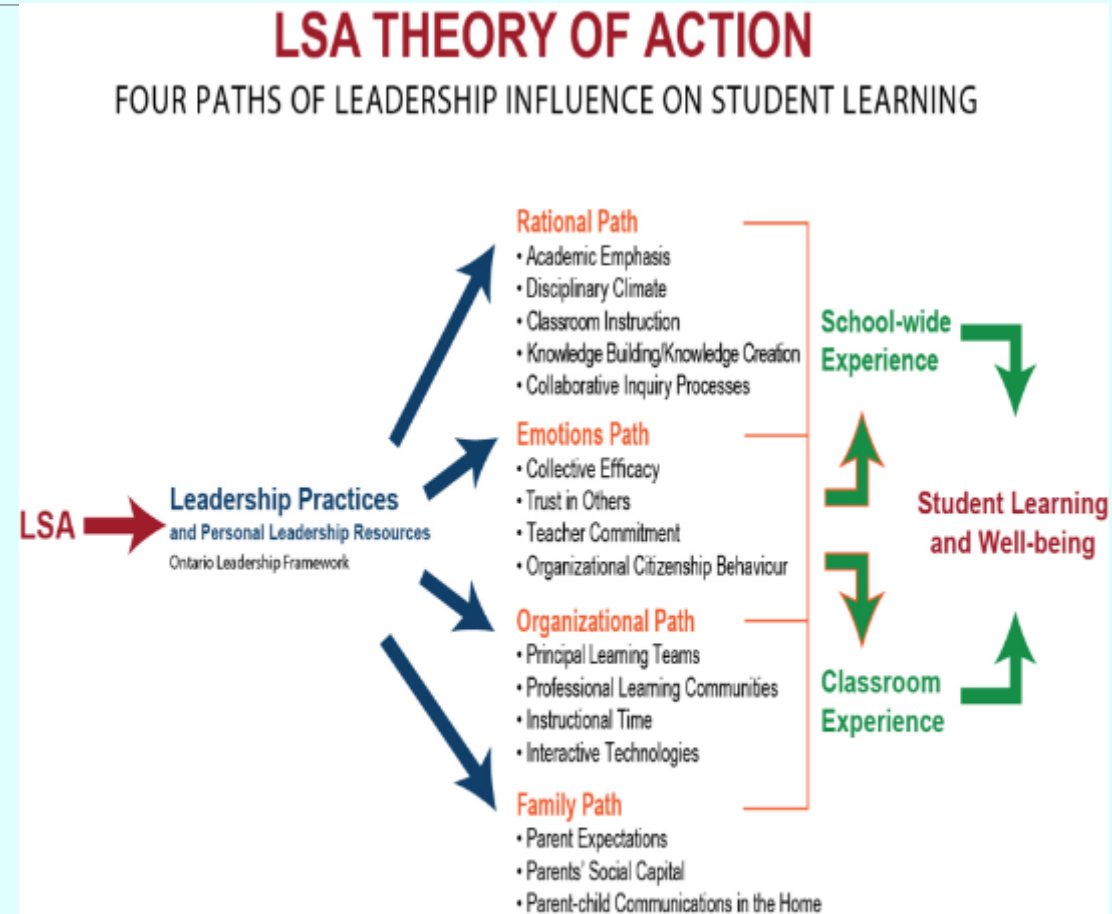 LSA THEORY OF ACTION
FOUR PATHS OF LEADERSHIP INFLUENCE ON STUDENT LEARNING
LSA
Leadership Practices
and Personal Leadership Resources
Ontario Leadership Framework
Rational Path
• Academic Emphasis
• Disciplinary Climate
• Classroom Instruction
• Knowledge Building/Knowledge Creation
• Collaborative Inquiry Processes
Emotions Path
• Collective Efficacy
• Trust in Others
• Teacher Commitment
• Organizational Citizenship Behaviour
Organizational Path
• Principal Learning Teams
• Professional Learning Communities
• Instructional Time
• Interactive Technologies
Family Path
• Parent Expectations
• Parents' Social Capital
• Parent-child Communications in the Home
School-wide
Experience
Classroom
Experience
Student Learning
and Well-being